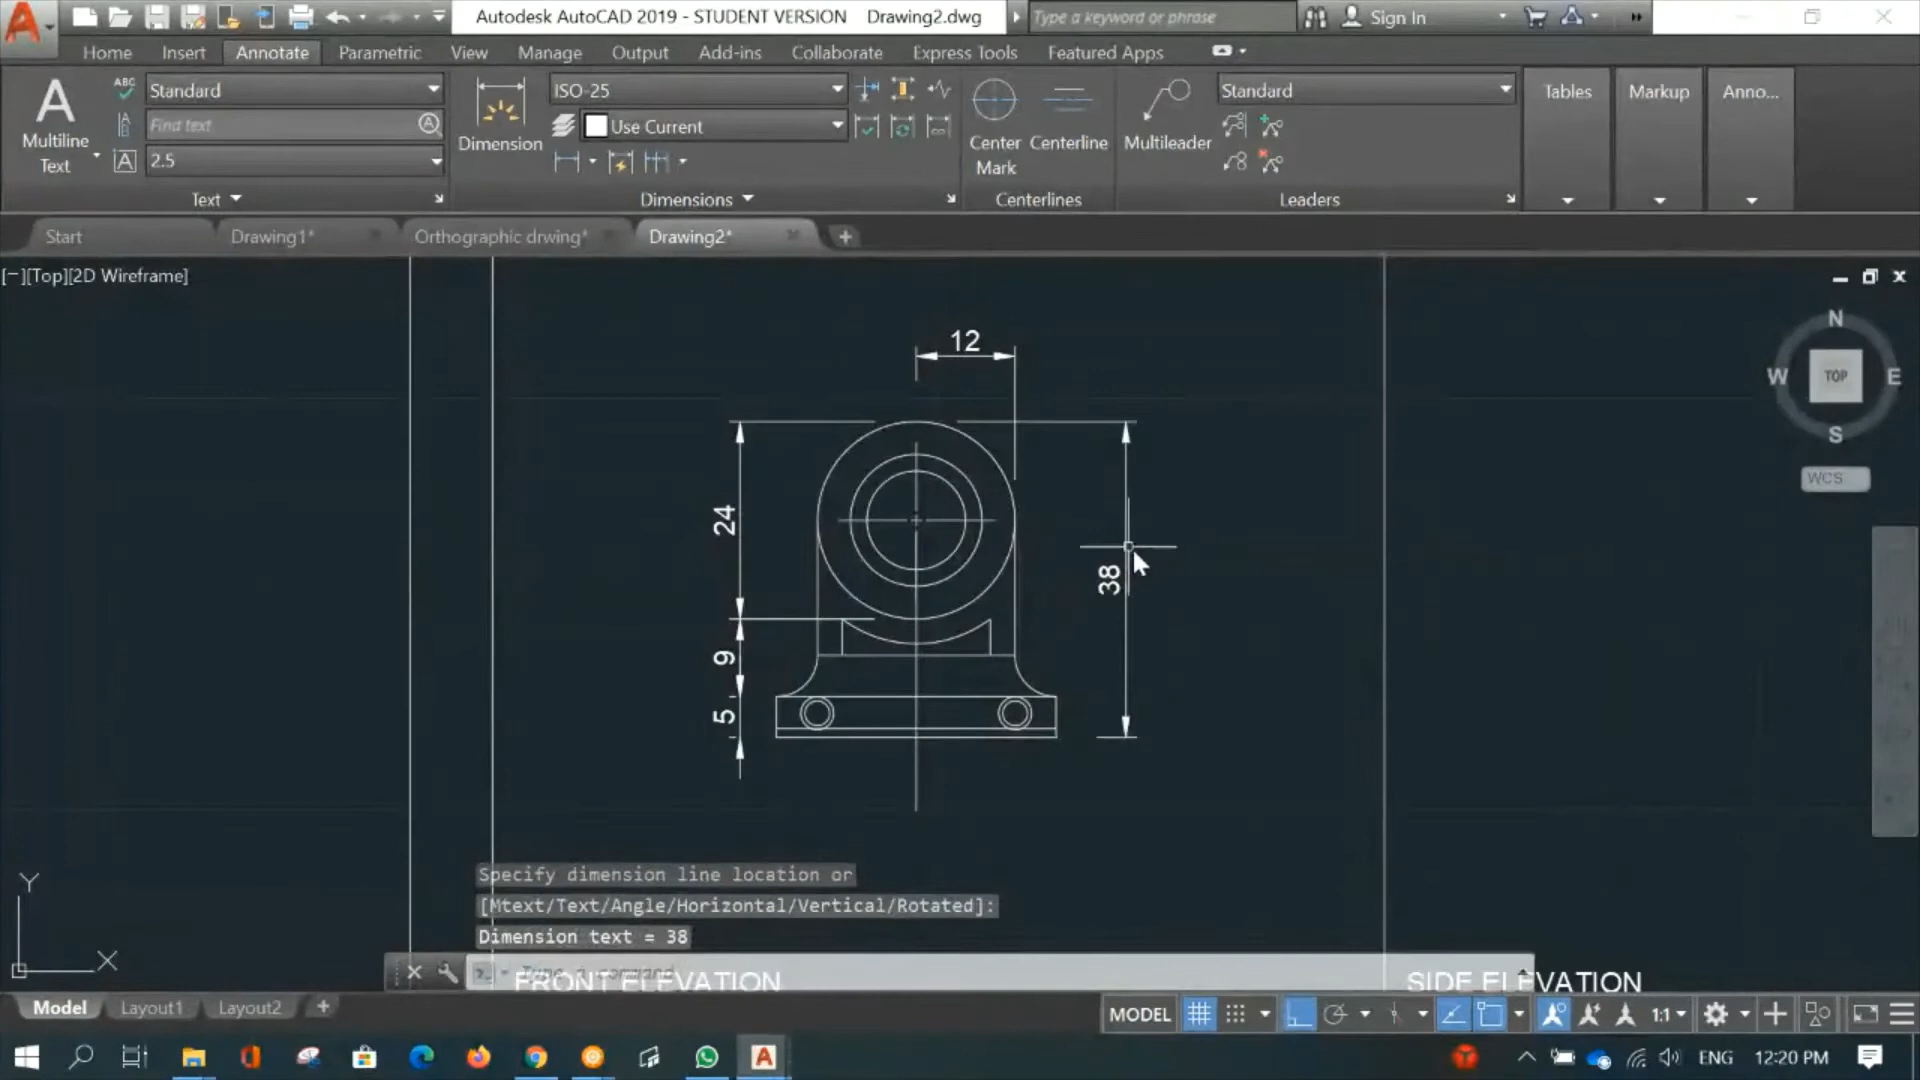 Autodesk AutoCAD 2019 - STUDENT VERSION Drawing2.dwg
Type a keyword or phrase
Sign In
Home Insert Annotate Parametric View Manage Output Add-ins Collaborate Express Tools Featured Apps
A
Multiline
Text
ABC
Standard
Find text
2.5
Text
Dimension
ISO-25
Use Current
Dimensions
Center
Mark
Centerline
Centerlines
Multileader
Standard
Leaders
Tables
Markup
Anno...
Start
Drawing1*
Orthographic drwing*
Drawing2*
[−][Top][2D Wireframe]
N
W TOP E
S
WCS
12
24
38
9
5
Specify dimension line location or
[Mtext/Text/Angle/Horizontal/Vertical/Rotated]:
Dimension text = 38
Type a command
FRONT ELEVATION
SIDE ELEVATION
Y
X
Model Layout1 Layout2
MODEL
1:1
ENG 12:20 PM